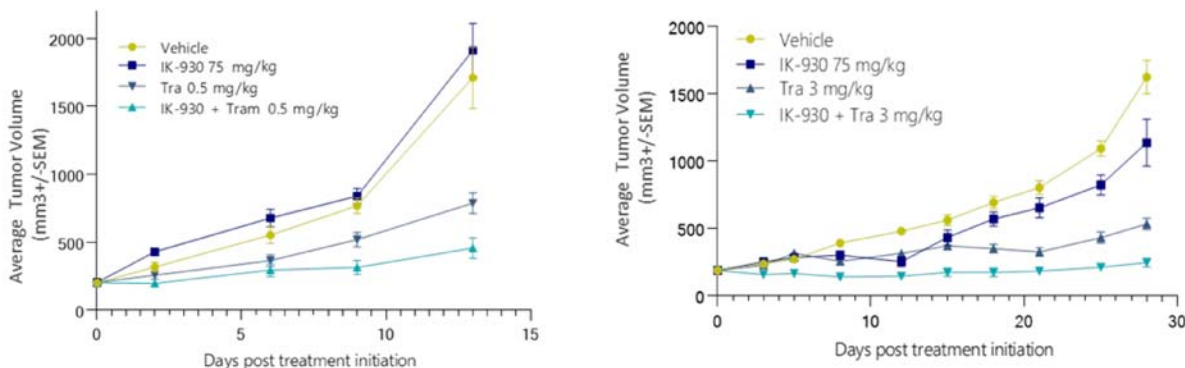 Average Tumor Volume
(mm3+/-SEM)
2000
1500
1000
500
0
Vehicle
IK-930 75 mg/kg
Tra 0.5 mg/kg
IK-930 + Tram 0.5 mg/kg
0 5 10 15
Days post treatment initiation
Average Tumor Volume
(mm3+/-SEM)
2000
1500
1000
500
0
Vehicle
IK-930 75 mg/kg
Tra 3 mg/kg
IK-930 + Tra 3 mg/kg
0 10 20 30
Days post treatment initiation